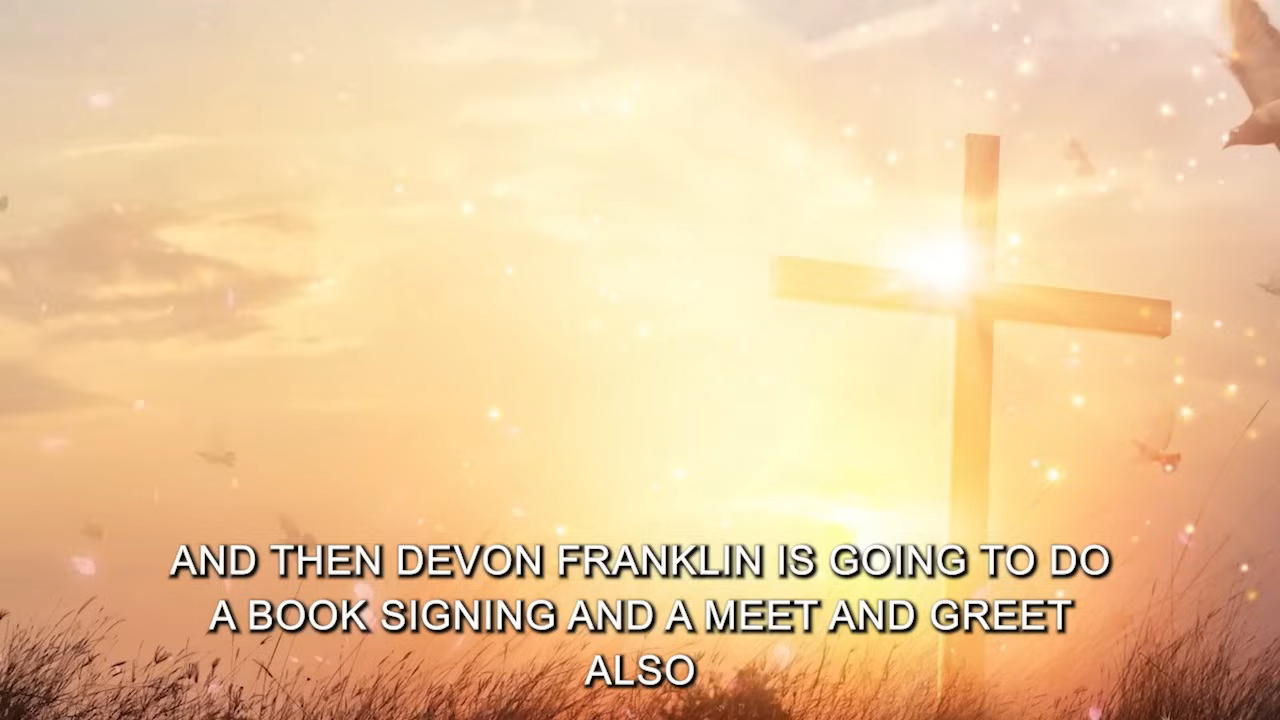 AND THEN DEVON FRANKLIN IS GOING TO DO
A BOOK SIGNING AND A MEET AND GREET
ALSO